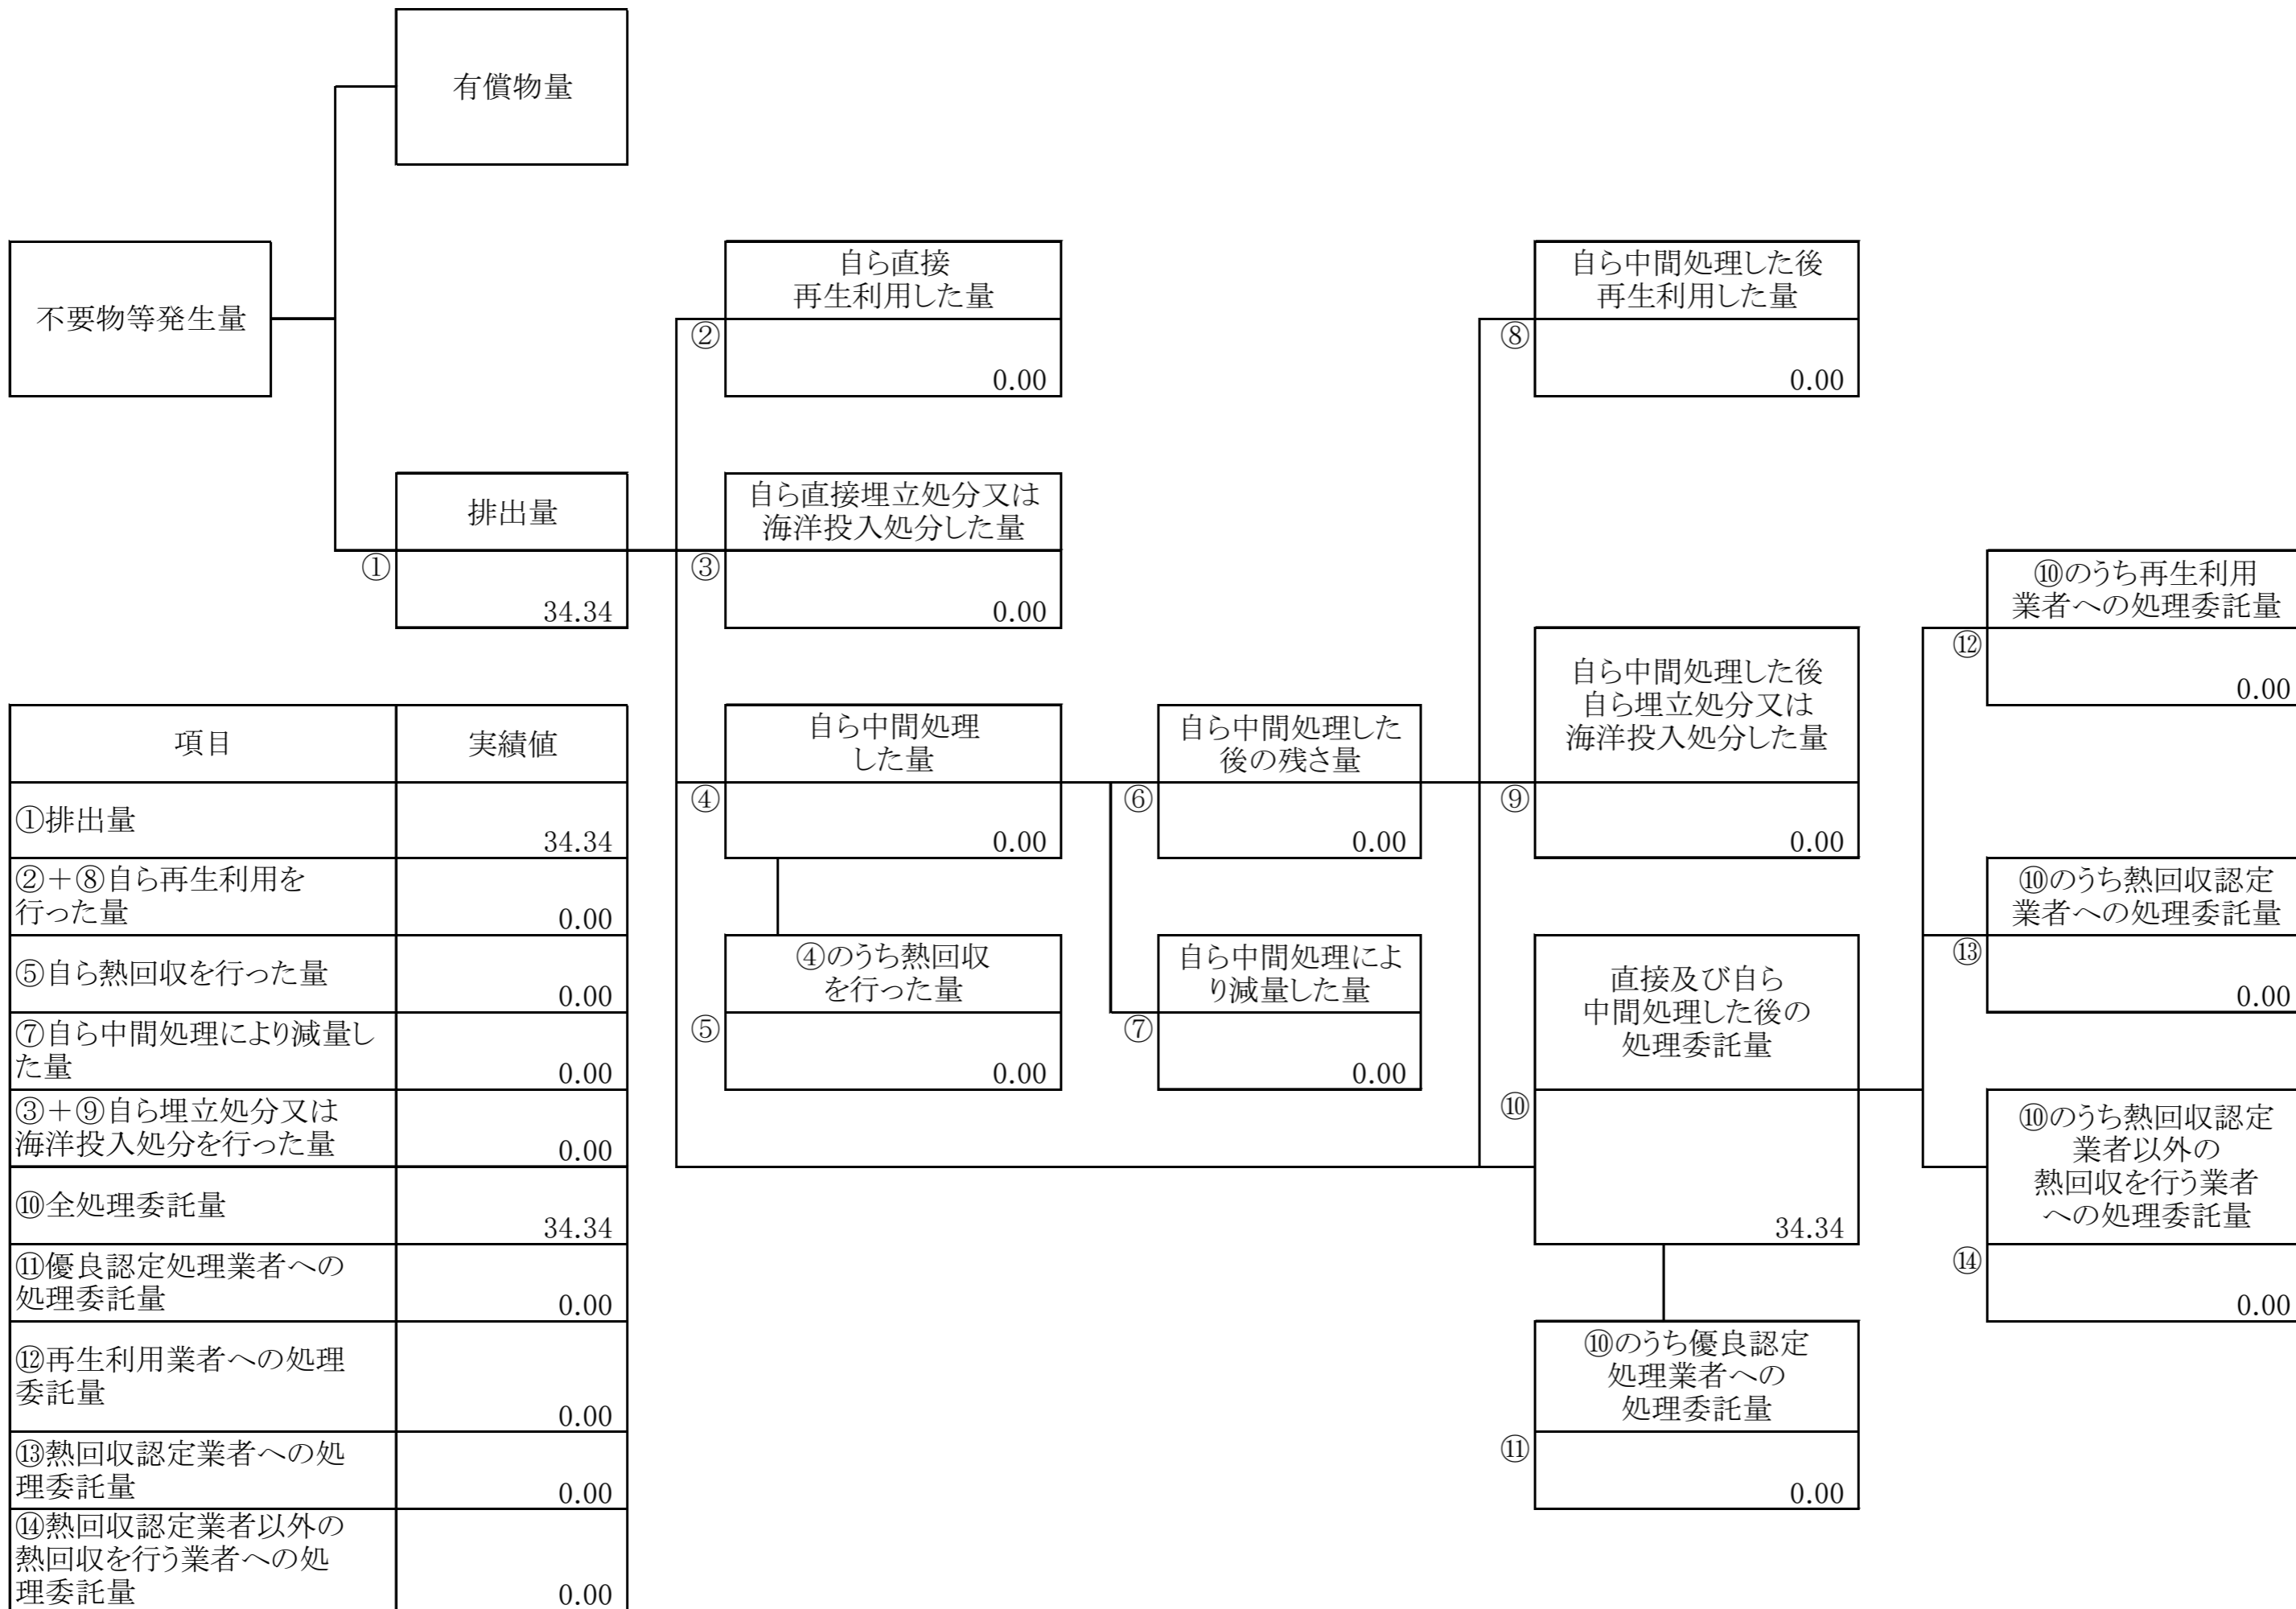 有償物量
不要物等発生量
自ら直接
再生利用した量
②
0.00
自ら中間処理した後
再生利用した量
⑧
0.00
排出量
①
34.34
自ら直接埋立処分又は
海洋投入処分した量
③
0.00
⑩のうち再生利用
業者への処理委託量
⑫
0.00
自ら中間処理
した量
④
0.00
自ら中間処理した
後の残さ量
⑥
0.00
自ら中間処理した後
自ら埋立処分又は
海洋投入処分した量
⑨
0.00
⑩のうち熱回収認定
業者への処理委託量
⑬
0.00
④のうち熱回収
を行った量
⑤
0.00
自ら中間処理によ
り減量した量
⑦
0.00
直接及び自ら
中間処理した後の
処理委託量
⑩
34.34
⑩のうち熱回収認定
業者以外の
熱回収を行う業者
への処理委託量
⑭
0.00
⑩のうち優良認定
処理業者への
処理委託量
⑪
0.00
項目 実績値
①排出量
34.34
②+⑧自ら再生利用を
行った量
0.00
⑤自ら熱回収を行った量
0.00
⑦自ら中間処理により減量し
た量
0.00
③+⑨自ら埋立処分又は
海洋投入処分を行った量
0.00
⑩全処理委託量
34.34
⑪優良認定処理業者への
処理委託量
0.00
⑫再生利用業者への処理
委託量
0.00
⑬熱回収認定業者への処
理委託量
0.00
⑭熱回収認定業者以外の
熱回収を行う業者への処
理委託量
0.00